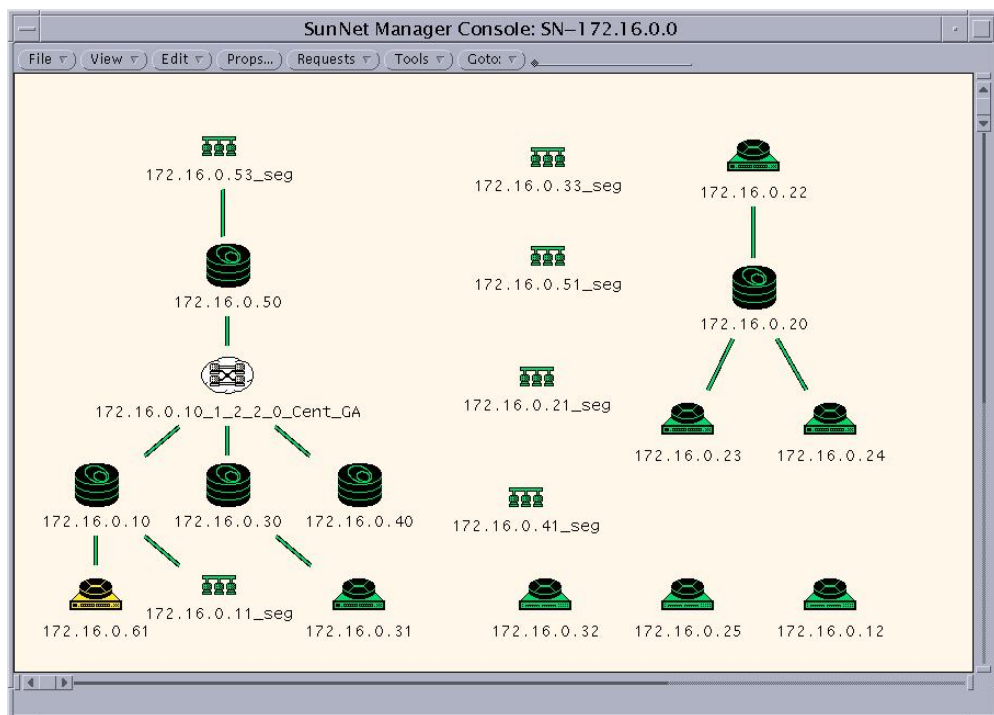 SunNet Manager Console: SN-172.16.0.0
File View Edit Props... Requests Tools Goto:
172.16.0.53_seg
172.16.0.33_seg
172.16.0.22
172.16.0.50
172.16.0.51_seg
172.16.0.20
172.16.0.10_1_2_2_0_Cent_GA
172.16.0.21_seg
172.16.0.23
172.16.0.24
172.16.0.10
172.16.0.30
172.16.0.40
172.16.0.41_seg
172.16.0.61
172.16.0.11_seg
172.16.0.31
172.16.0.32
172.16.0.25
172.16.0.12